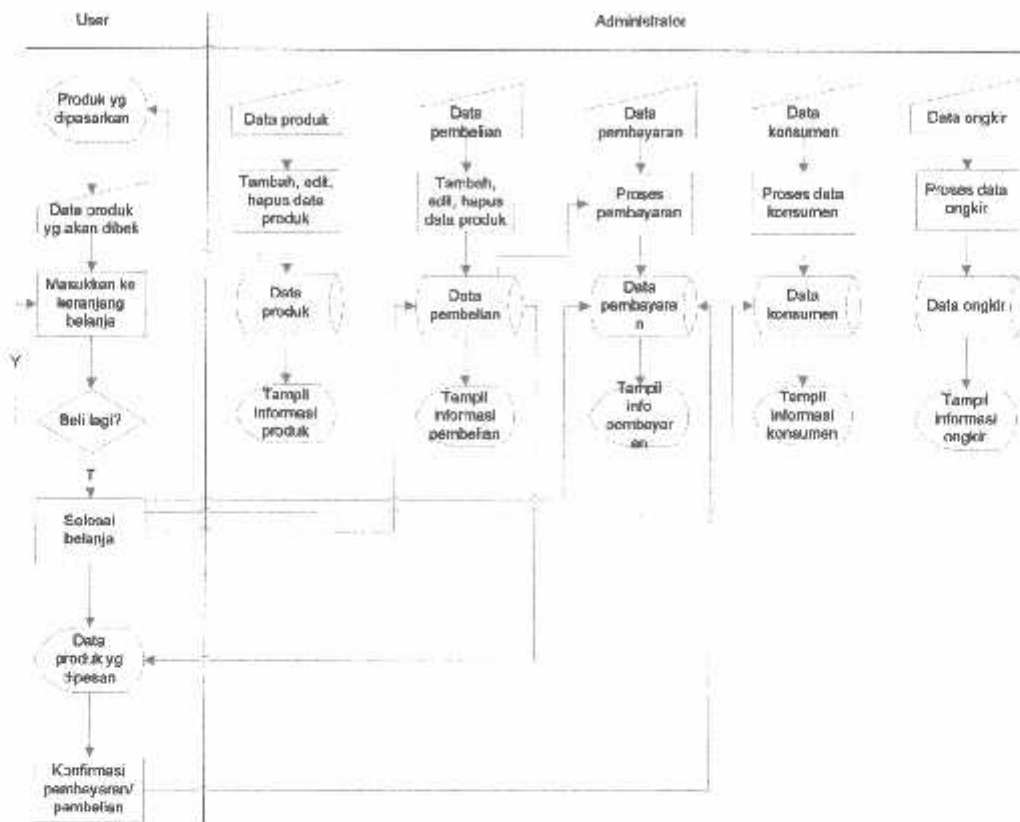 User
Administrator
Produk yg
dipasarkan
Data produk
yg akan dibeli
Masukkan ke
keranjang
belanja
Y
Beli lagi?
T
Selesai
belanja
Data
produk yg
dipesan
Konfirmasi
pembayaran/
pembelian
Data produk
Tambah, edit,
hapus data
produk
Data
produk
Tampil
informasi
produk
Data
pembelian
Tambah,
edit, hapus
data produk
Data
pembelian
Tampil
informasi
pembelian
Data
pembayaran
Proses
pembayaran
Data
pembayara
n
Tampil
info
pembayar
an
Data
konsumen
Proses data
konsumen
Data
konsumen
Tampil
informasi
konsumen
Data ongkir
Proses data
ongkir
Data ongkir
Tampil
informasi
ongkir